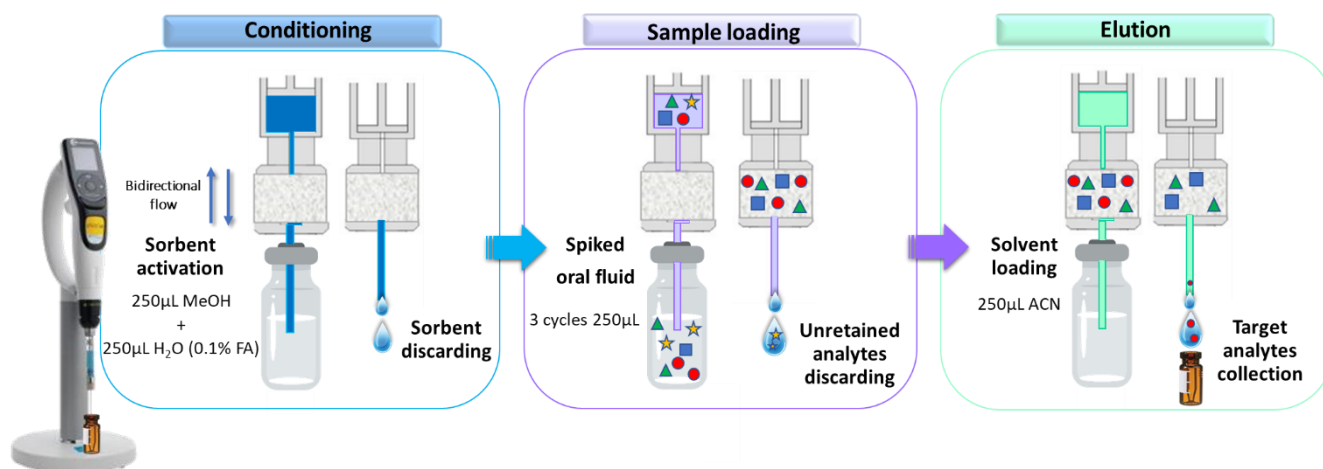 Conditioning
Bidirectional
flow
Sorbent
activation
250µL MeOH
+
250µL H₂O (0.1% FA)
Sorbent
discarding
Sample loading
Spiked
oral fluid
3 cycles 250µL
Unretained
analytes
discarding
Elution
Solvent
loading
250µL ACN
Target
analytes
collection